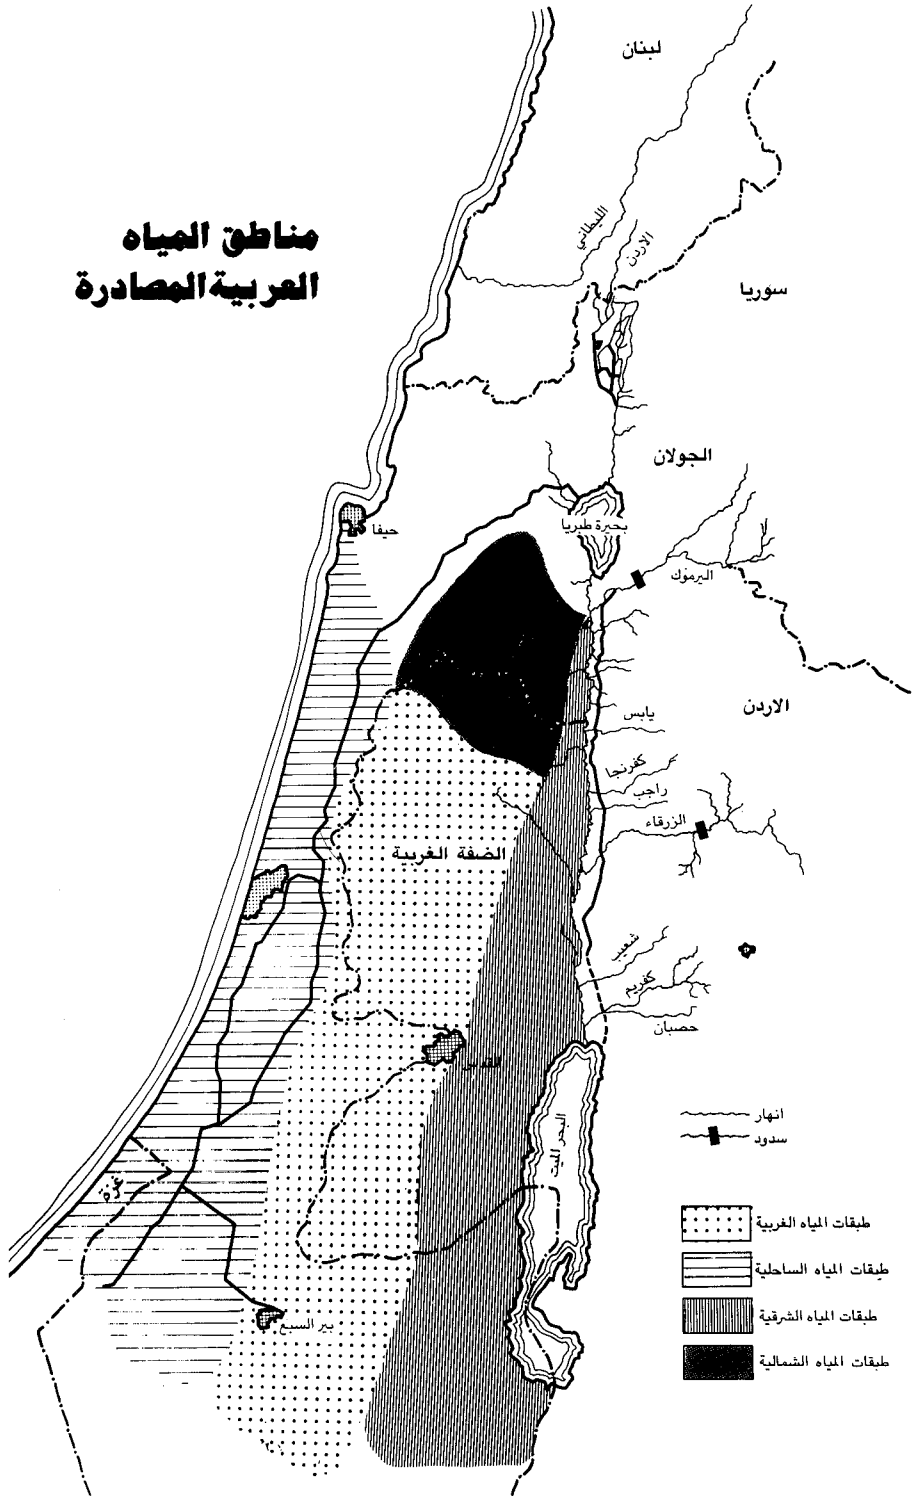 لبنان
الليطاني
الاردن
مناطق المياه
العربية المصادرة
سوريا
الجولان
بحيرة طبريا
حيفا
اليرموك
الاردن
يابس
كفرنجا
راجب
الزرقاء
الضفة الغربية
شعيب
كفريم
حصبان
القدس
البحر الميت
غزة
بير السبع
انهار
سدود
طبقات المياه الغربية
طبقات المياه الساحلية
طبقات المياه الشرقية
طبقات المياه الشمالية